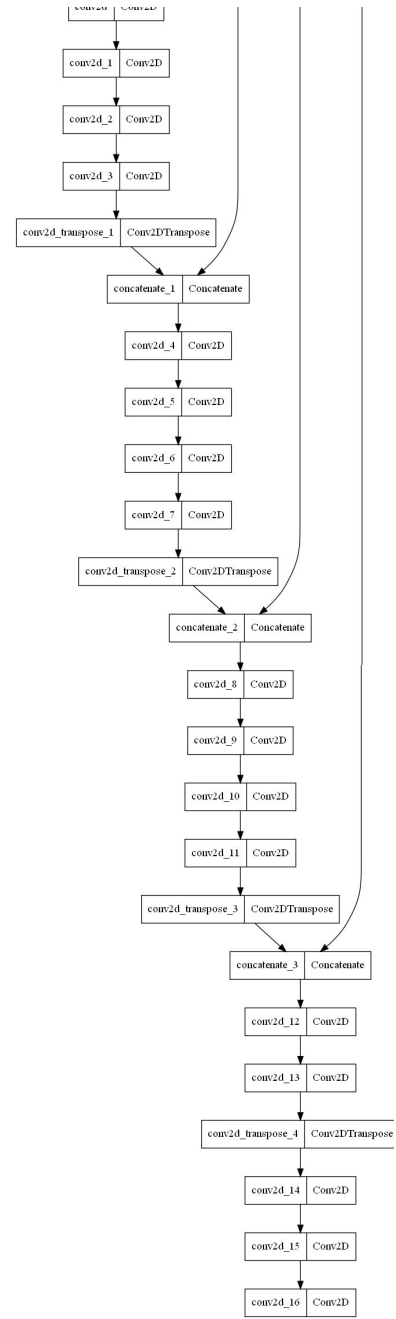 conv2d Conv2D
conv2d_1 Conv2D
conv2d_2 Conv2D
conv2d_3 Conv2D
conv2d_transpose_1 Conv2DTranspose
concatenate_1 Concatenate
conv2d_4 Conv2D
conv2d_5 Conv2D
conv2d_6 Conv2D
conv2d_7 Conv2D
conv2d_transpose_2 Conv2DTranspose
concatenate_2 Concatenate
conv2d_8 Conv2D
conv2d_9 Conv2D
conv2d_10 Conv2D
conv2d_11 Conv2D
conv2d_transpose_3 Conv2DTranspose
concatenate_3 Concatenate
conv2d_12 Conv2D
conv2d_13 Conv2D
conv2d_transpose_4 Conv2DTranspose
conv2d_14 Conv2D
conv2d_15 Conv2D
conv2d_16 Conv2D